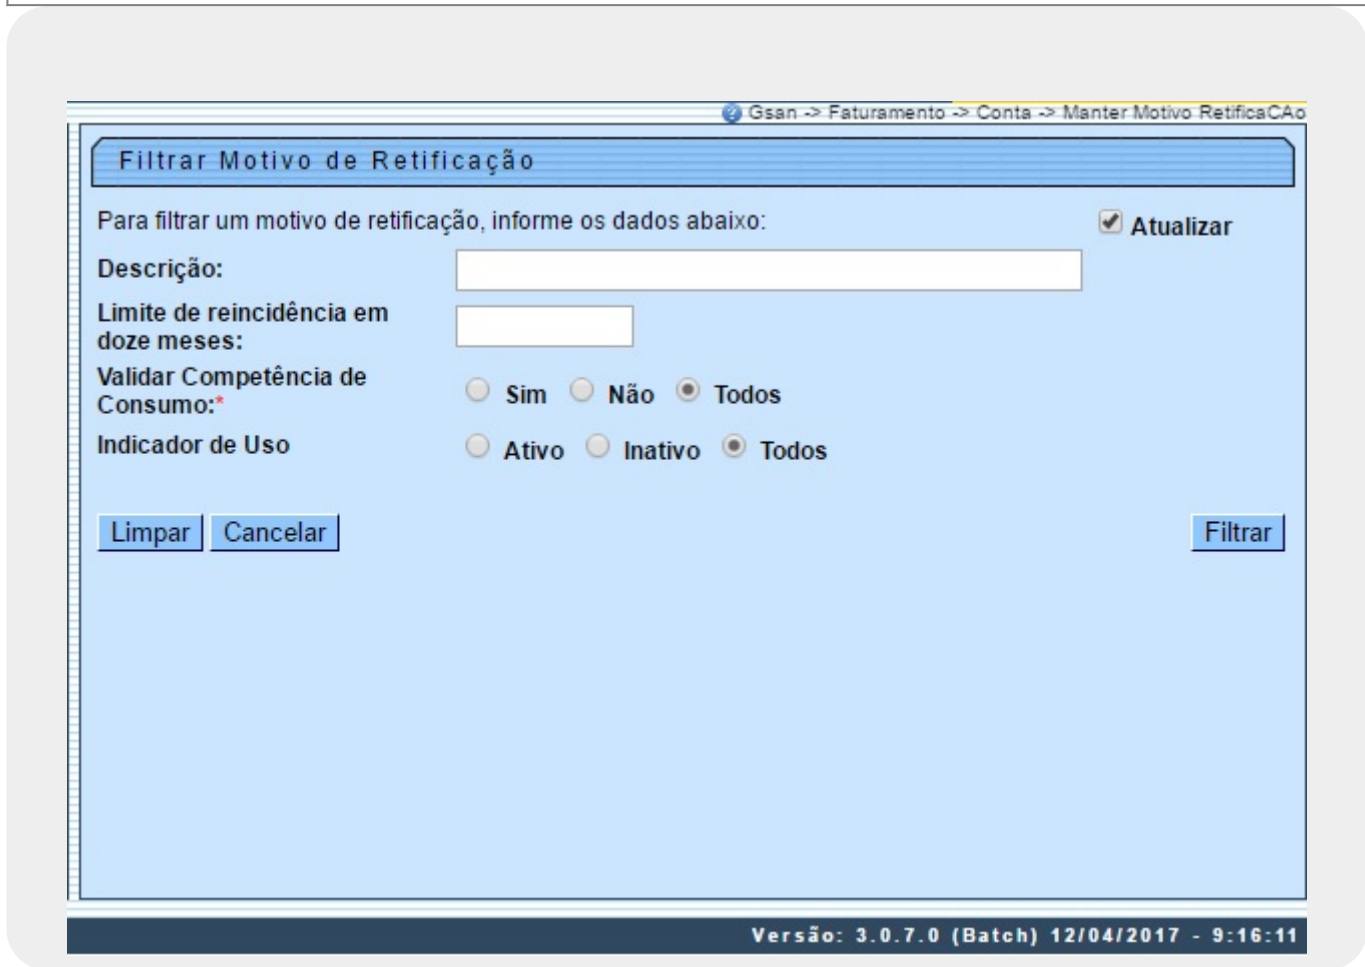 Gsan -> Faturamento -> Conta -> Manter Motivo RetificaCAo
Filtrar Motivo de Retificação
Para filtrar um motivo de retificação, informe os dados abaixo:
Atualizar
Descrição:
Limite de reincidência em
doze meses:
Validar Competência de
Consumo:*
Sim Não Todos
Indicador de Uso
Ativo Inativo Todos
Limpar Cancelar Filtrar
Versão: 3.0.7.0 (Batch) 12/04/2017 - 9:16:11